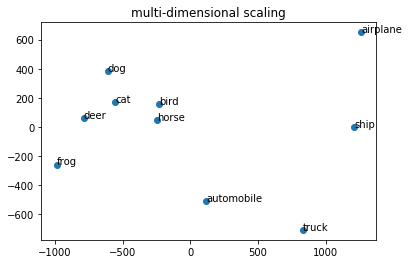 multi-dimensional scaling
airplane
600
dog
400
cat
bird
200
deer
horse
ship
0
frog
−200
automobile
−400
truck
−600
−1000
−500
0
500
1000